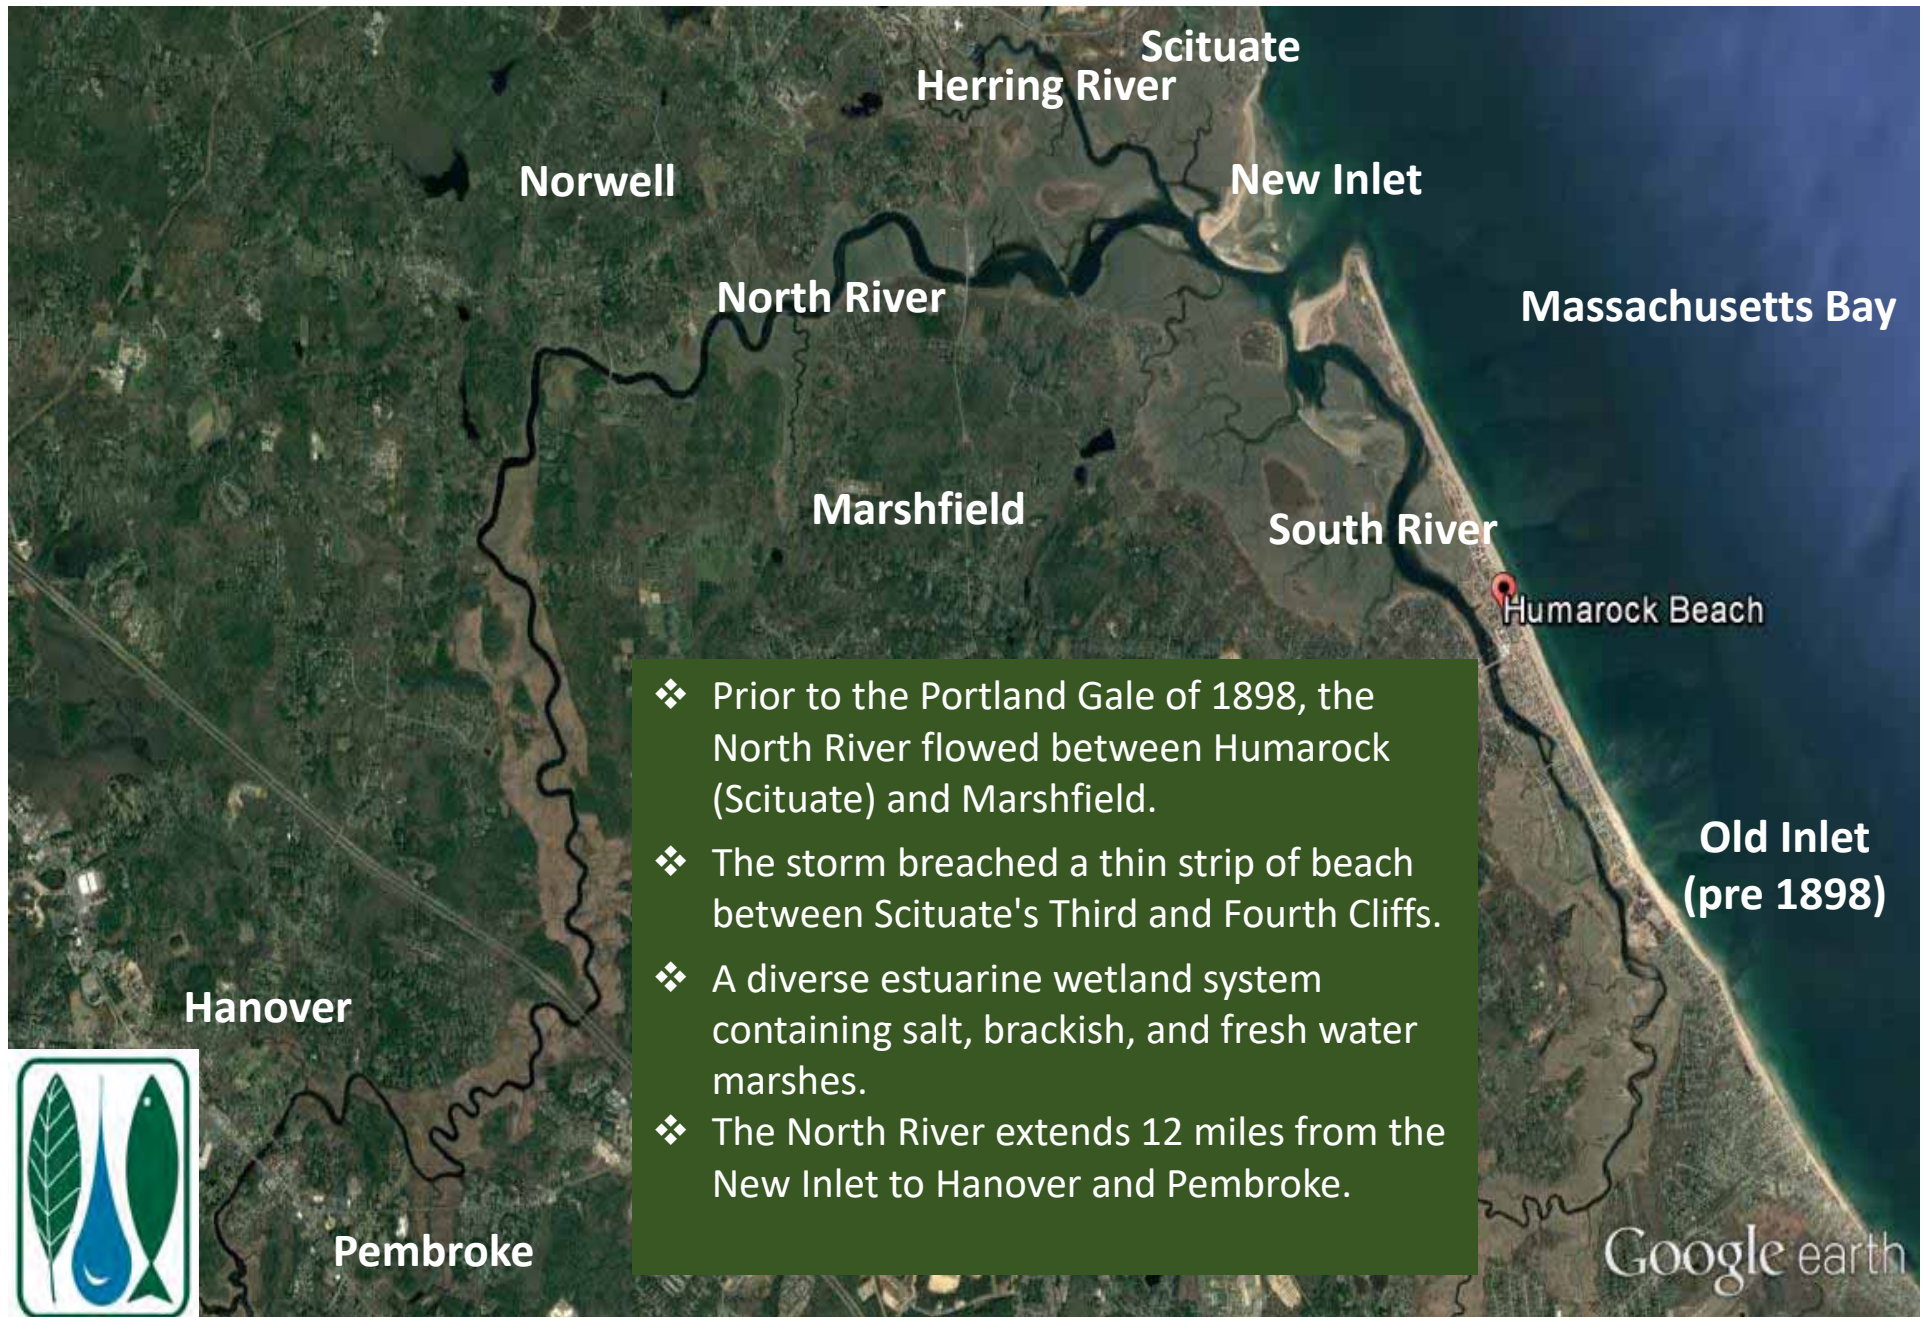 Scituate
Herring River
Norwell
New Inlet
North River
Massachusetts Bay
Marshfield
South River
Humarock Beach
❖ Prior to the Portland Gale of 1898, the
North River flowed between Humarock
(Scituate) and Marshfield.
❖ The storm breached a thin strip of beach
between Scituate's Third and Fourth Cliffs.
❖ A diverse estuarine wetland system
containing salt, brackish, and fresh water
marshes.
❖ The North River extends 12 miles from the
New Inlet to Hanover and Pembroke.
Old Inlet
(pre 1898)
Hanover
Pembroke
Google earth